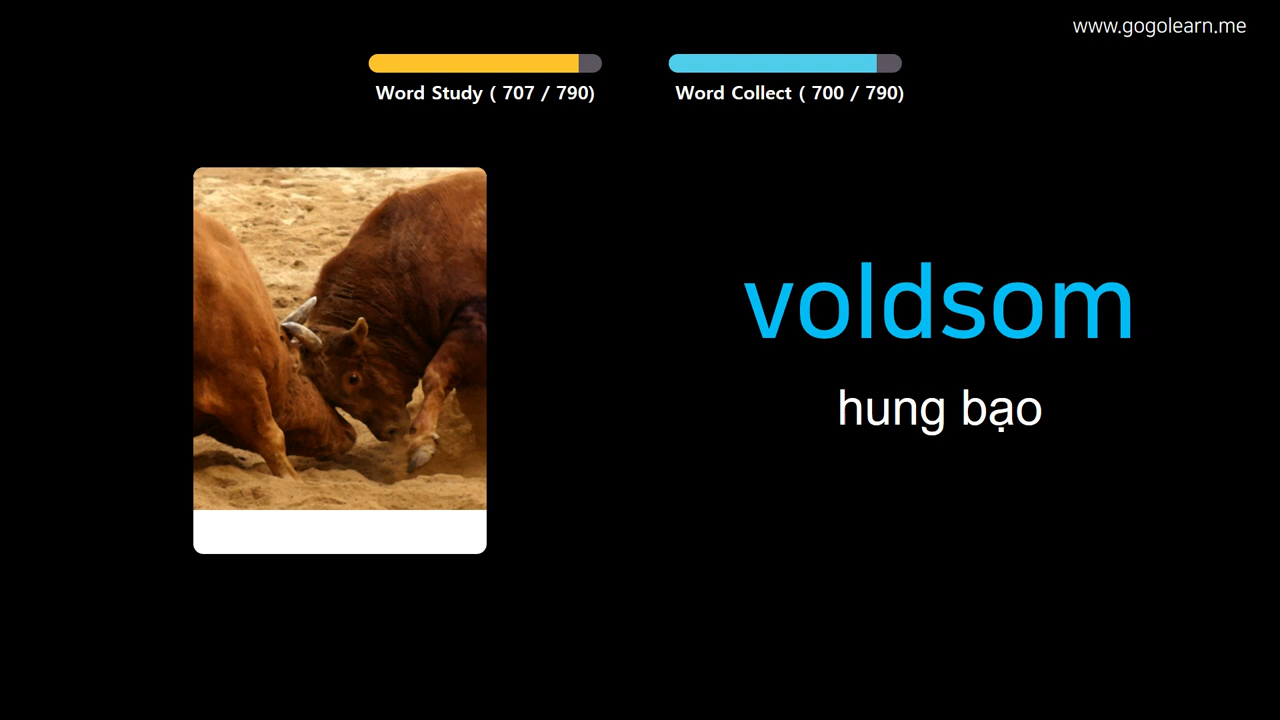 www.gogolearn.me
Word Study ( 707 / 790)
Word Collect ( 700 / 790)
voldsom
hung bạo